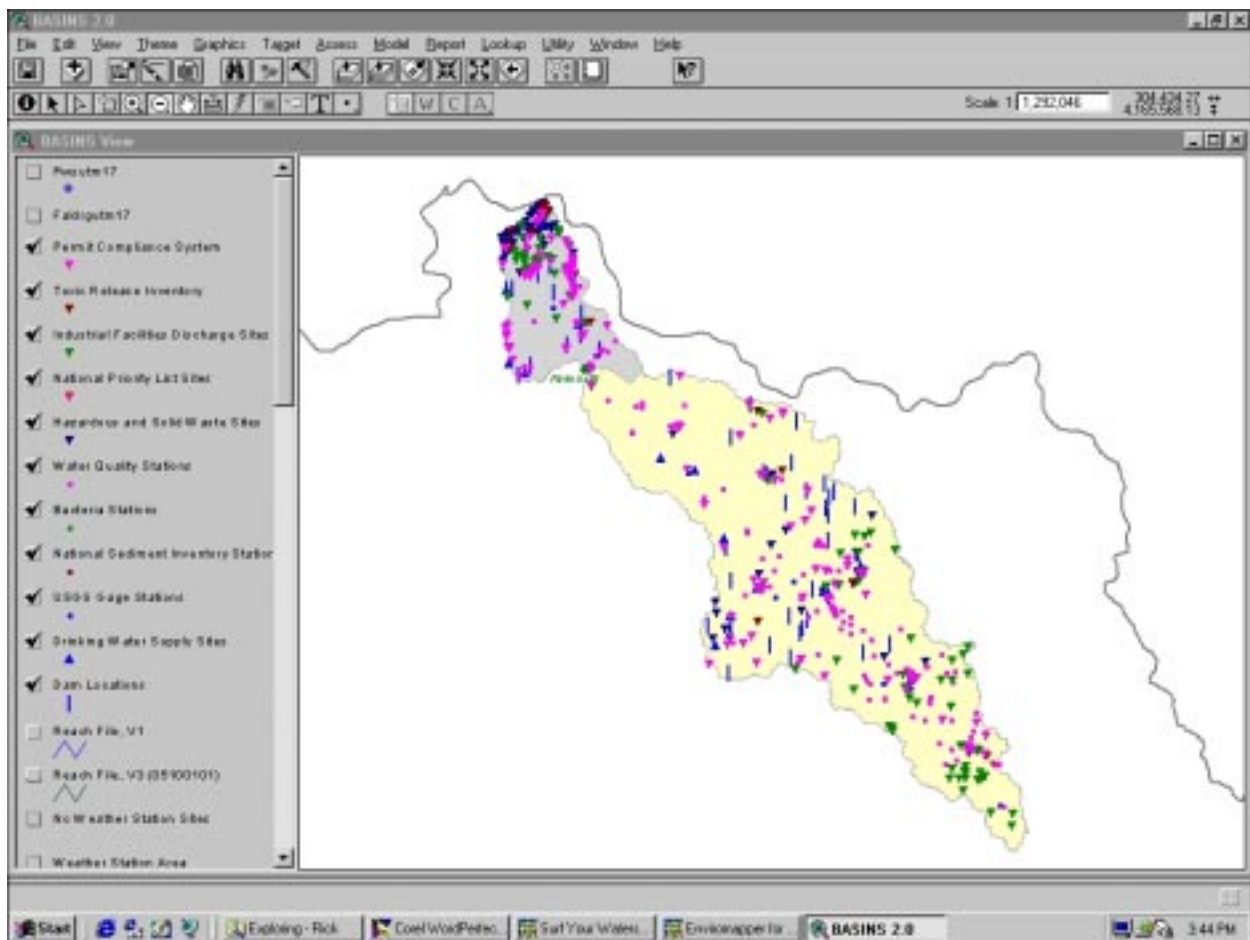 BASINS 2.0
File Edit View Theme Graphics Target Assess Model Report Lookup Utility Window Help
T W C A
Scale 1: 1,292,046
BASINS View
Permit Compliance System
Toxic Release Inventory
Industrial Facilities Discharge Sites
National Priority List Sites
Hazardous and Solid Waste Sites
Water Quality Stations
Bacteria Stations
National Sediment Inventory Station
USGS Gage Stations
Drinking Water Supply Sites
Dam Locations
Reach File, V1
Reach File, V3 (05100101)
No Weather Station Sites
Weather Station Area
Start Exploring - Rick Corel WordPerfec... Surf Your Waters... Enviromapper for ... BASINS 2.0 3:44 PM